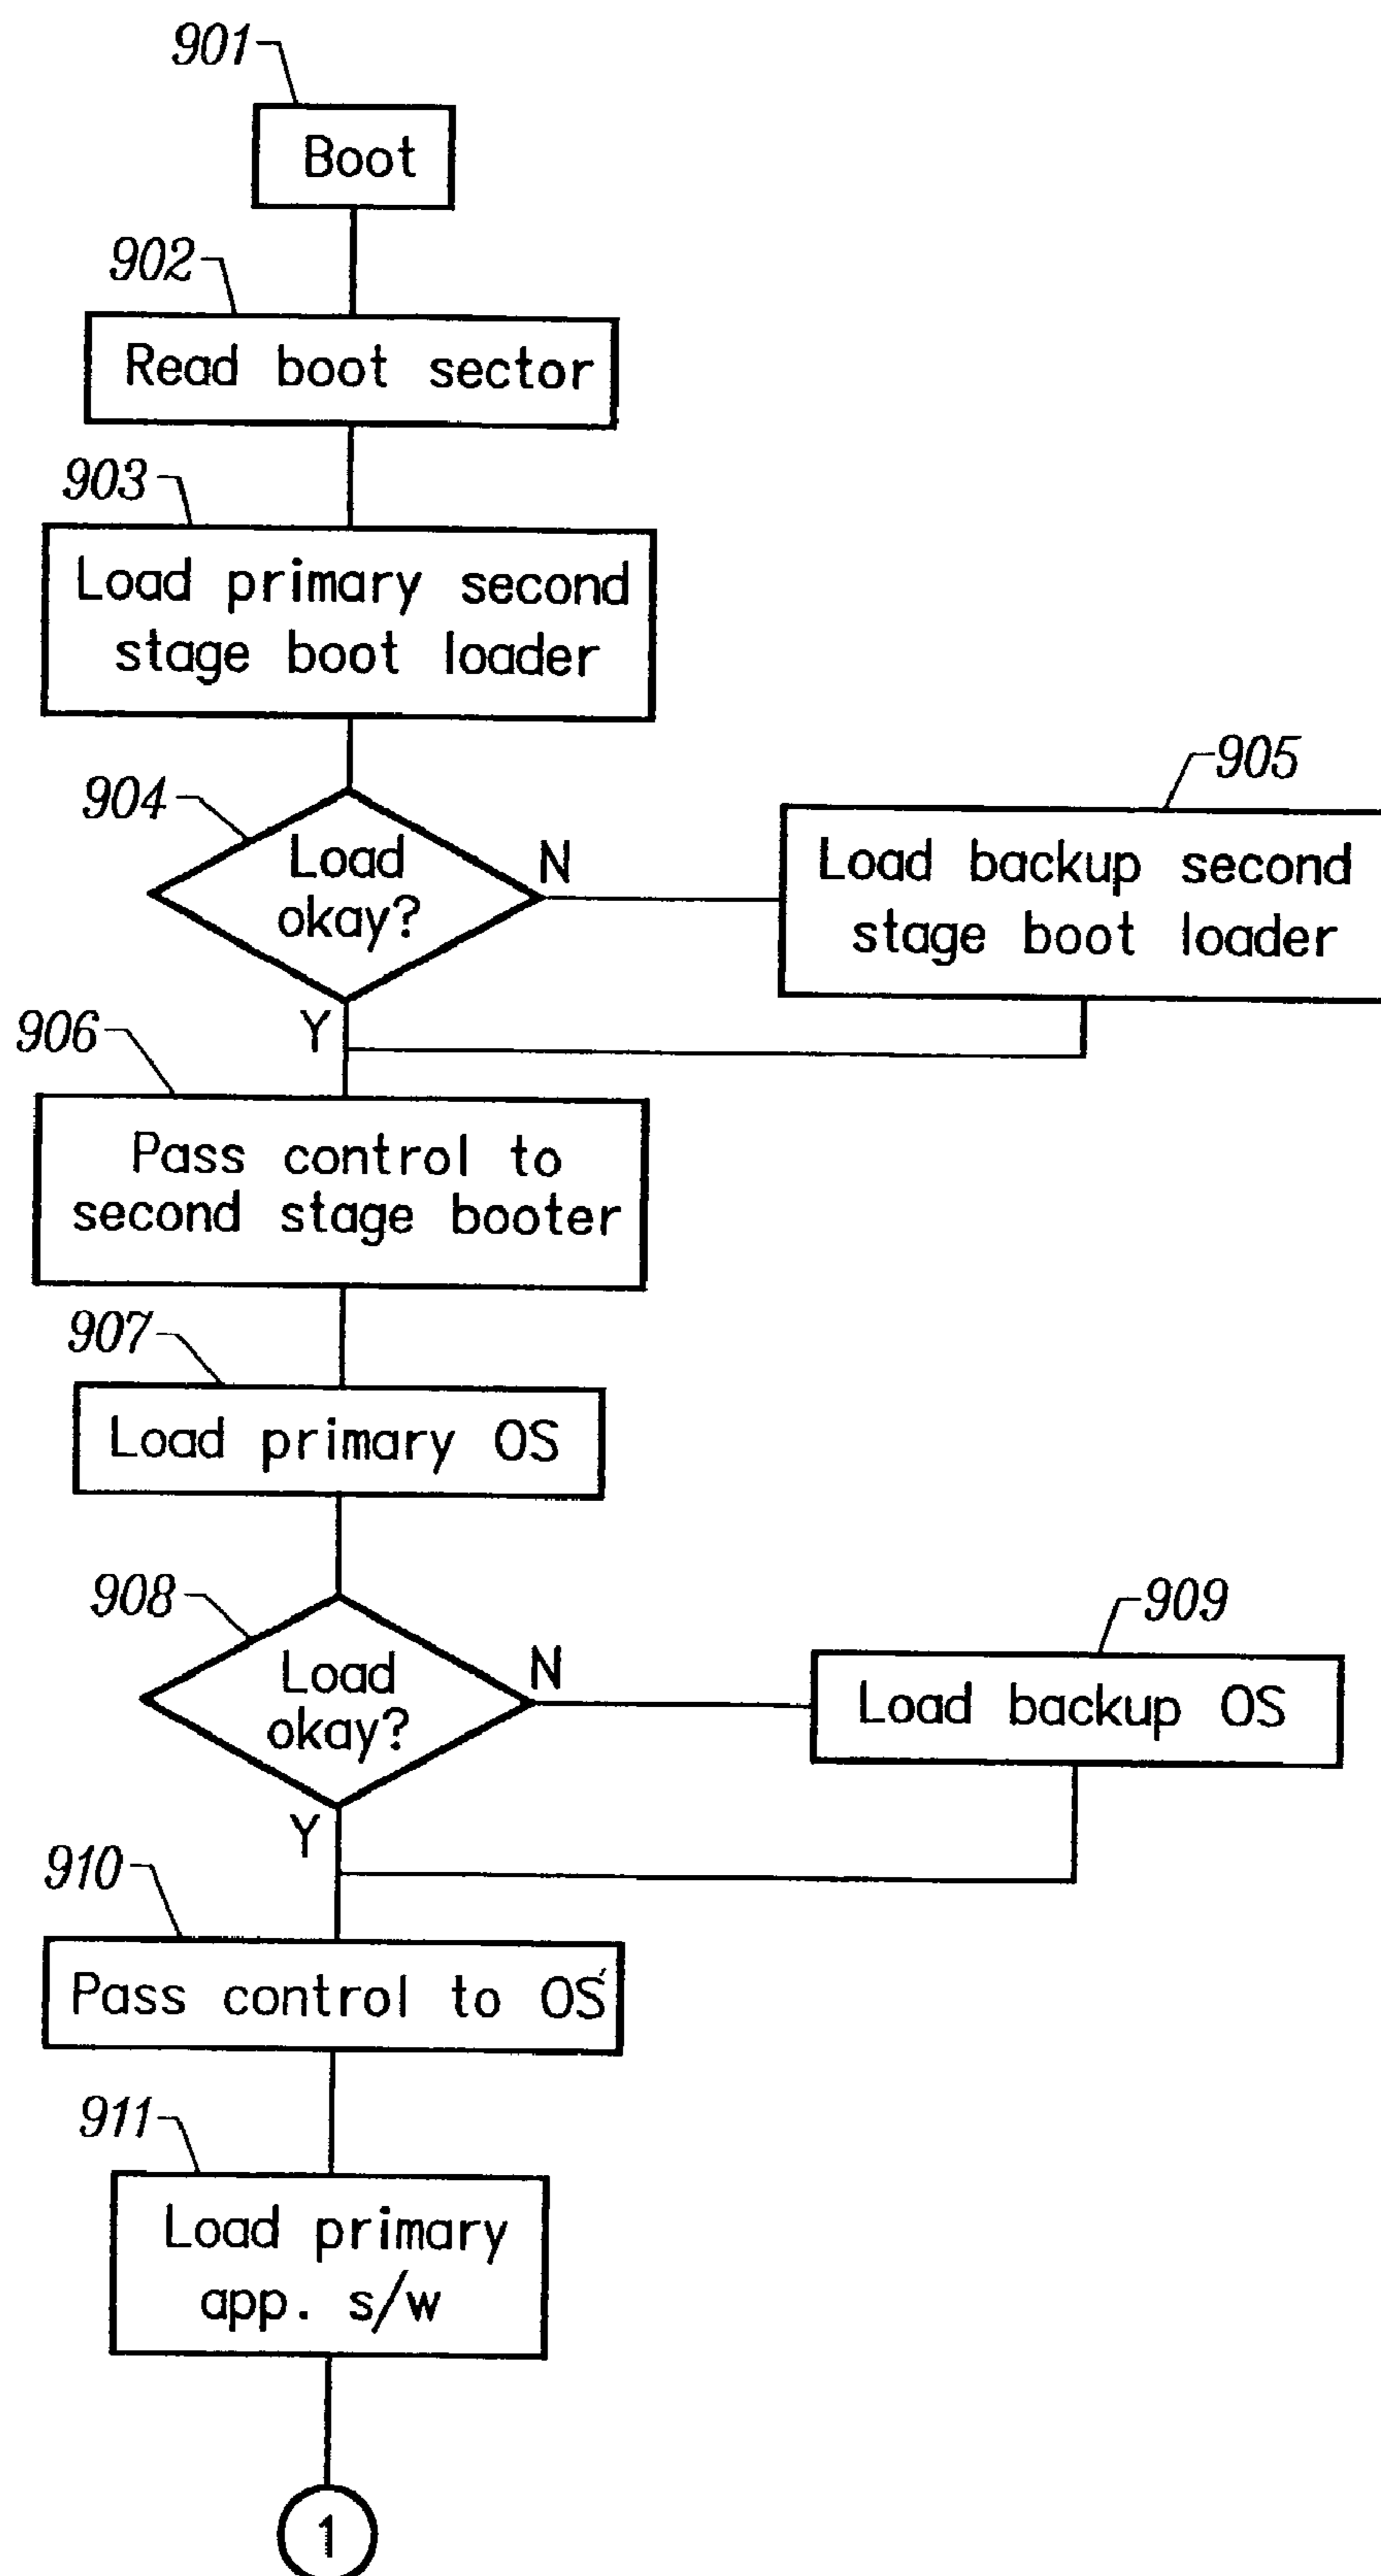 901
Boot
902
Read boot sector
903
Load primary second
stage boot loader
904
Load
okay?
N
905
Load backup second
stage boot loader
Y
906
Pass control to
second stage booter
907
Load primary OS
908
Load
okay?
N
909
Load backup OS
Y
910
Pass control to OS
911
Load primary
app. s/w
1